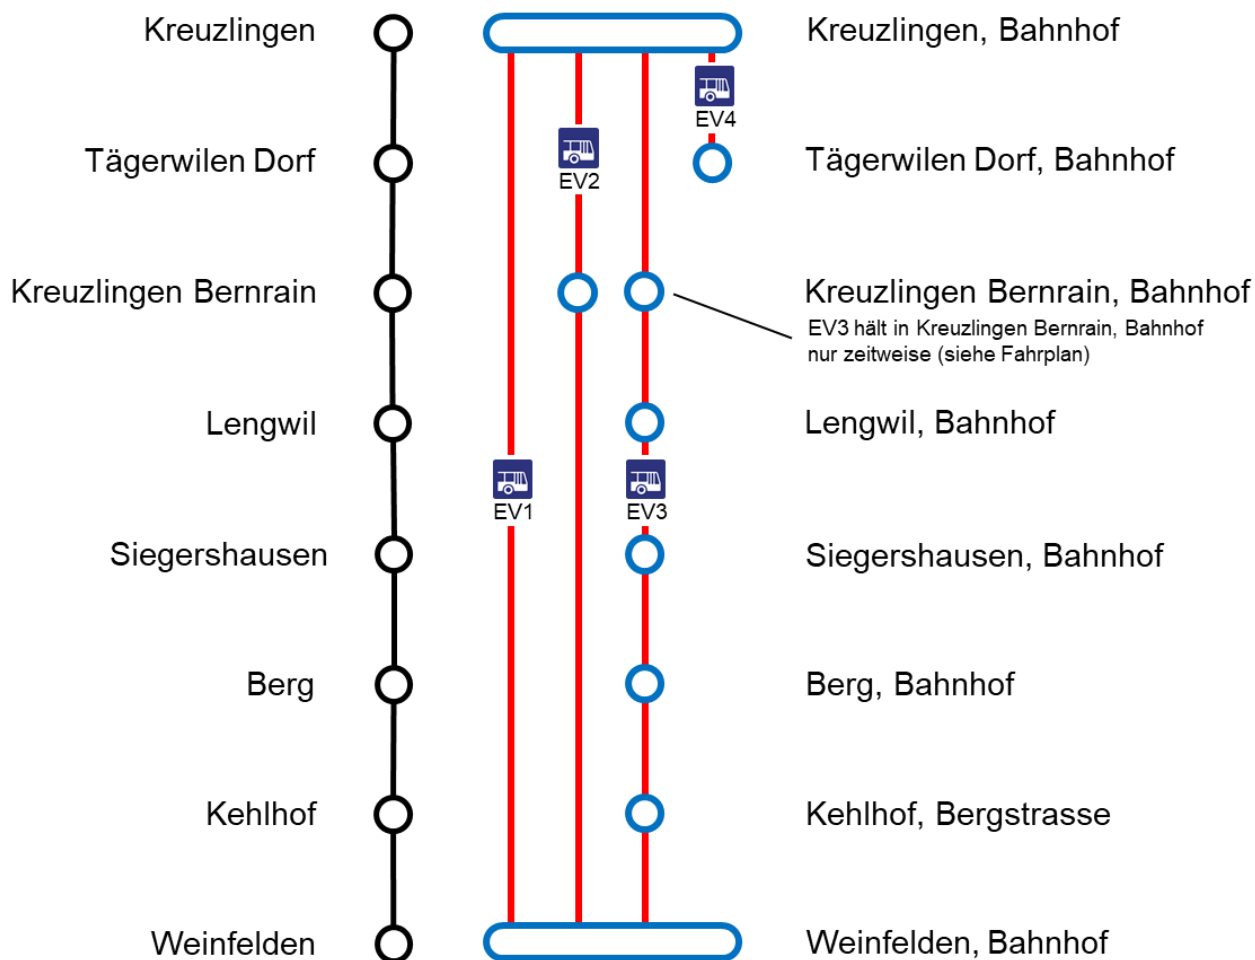 Kreuzlingen
Kreuzlingen, Bahnhof
EV4
Tägerwilen Dorf
EV2
Tägerwilen Dorf, Bahnhof
Kreuzlingen Bernrain
Kreuzlingen Bernrain, Bahnhof
EV3 hält in Kreuzlingen Bernrain, Bahnhof
nur zeitweise (siehe Fahrplan)
Lengwil
Lengwil, Bahnhof
EV1
EV3
Siegershausen
Siegershausen, Bahnhof
Berg
Berg, Bahnhof
Kehlhof
Kehlhof, Bergstrasse
Weinfelden
Weinfelden, Bahnhof